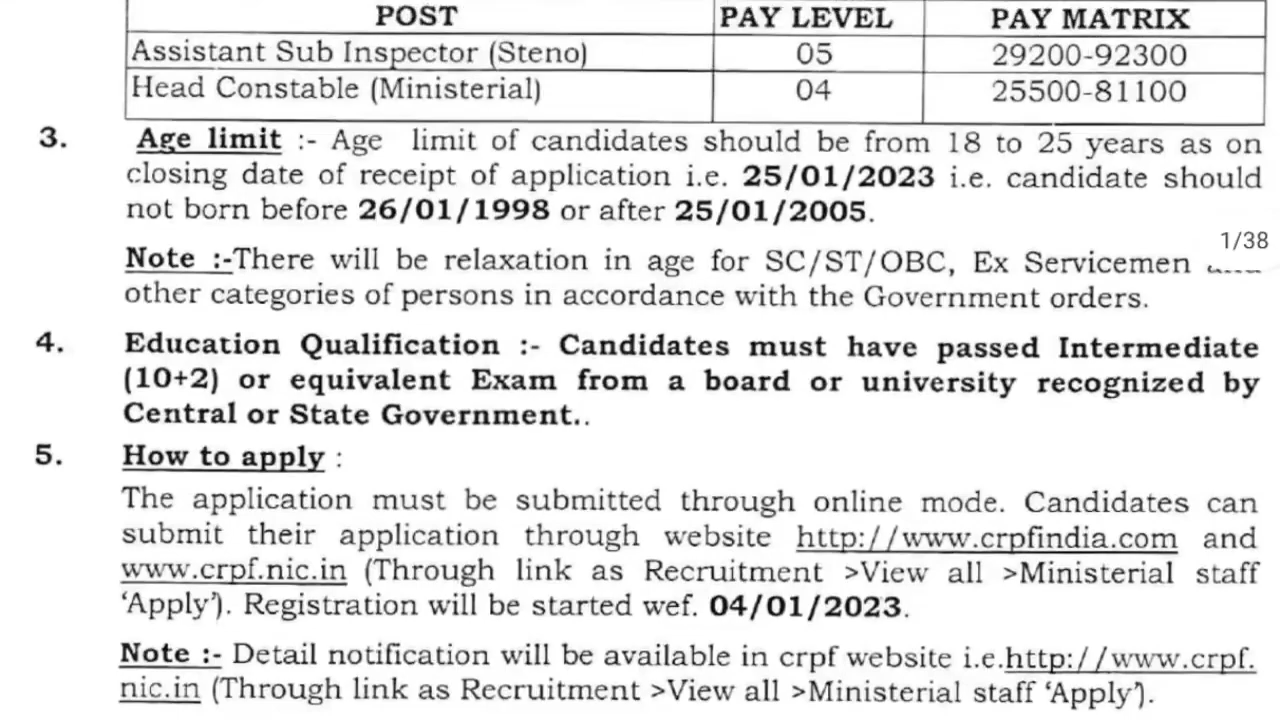 POST PAY LEVEL PAY MATRIX
Assistant Sub Inspector (Steno) 05 29200-92300
Head Constable (Ministerial) 04 25500-81100
3. Age limit :- Age limit of candidates should be from 18 to 25 years as on
closing date of receipt of application i.e. 25/01/2023 i.e. candidate should
not born before 26/01/1998 or after 25/01/2005.
1/38
Note :-There will be relaxation in age for SC/ST/OBC, Ex Servicemen
other categories of persons in accordance with the Government orders.
4. Education Qualification :- Candidates must have passed Intermediate
(10+2) or equivalent Exam from a board or university recognized by
Central or State Government..
5. How to apply :
The application must be submitted through online mode. Candidates can
submit their application through website http://www.crpfindia.com and
www.crpf.nic.in (Through link as Recruitment >View all >Ministerial staff
‘Apply’). Registration will be started wef. 04/01/2023.
Note :- Detail notification will be available in crpf website i.e.http://www.crpf.
nic.in (Through link as Recruitment >View all >Ministerial staff ‘Apply’).